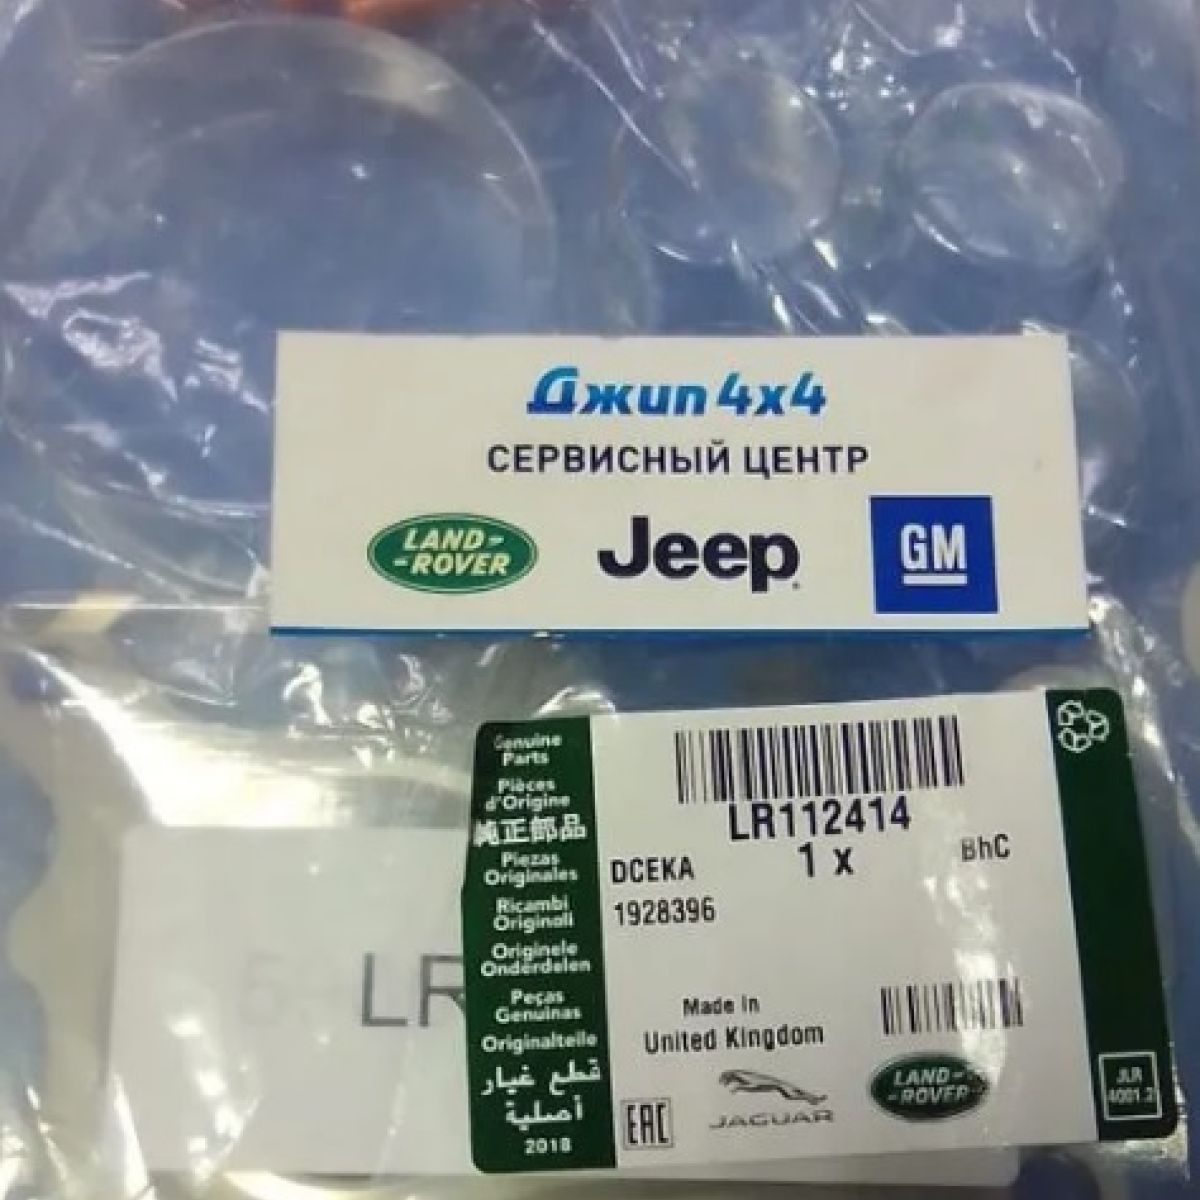 Джип 4x4
СЕРВИСНЫЙ ЦЕНТР
LAND-
-ROVER
Jeep
GM
Genuine
Parts
Pièces
d'Origine
純正部品
Piezas
Originales
Ricambi
Originali
Originele
Onderdelen
Peças
Genuinas
Originalteile
قطع غيار
أصلية
2018
LR112414
1 x
BhC
DCEKA
1928396
Made in
United Kingdom
EAC
JAGUAR
LAND-
-ROVER
JLR
4001.2
LR